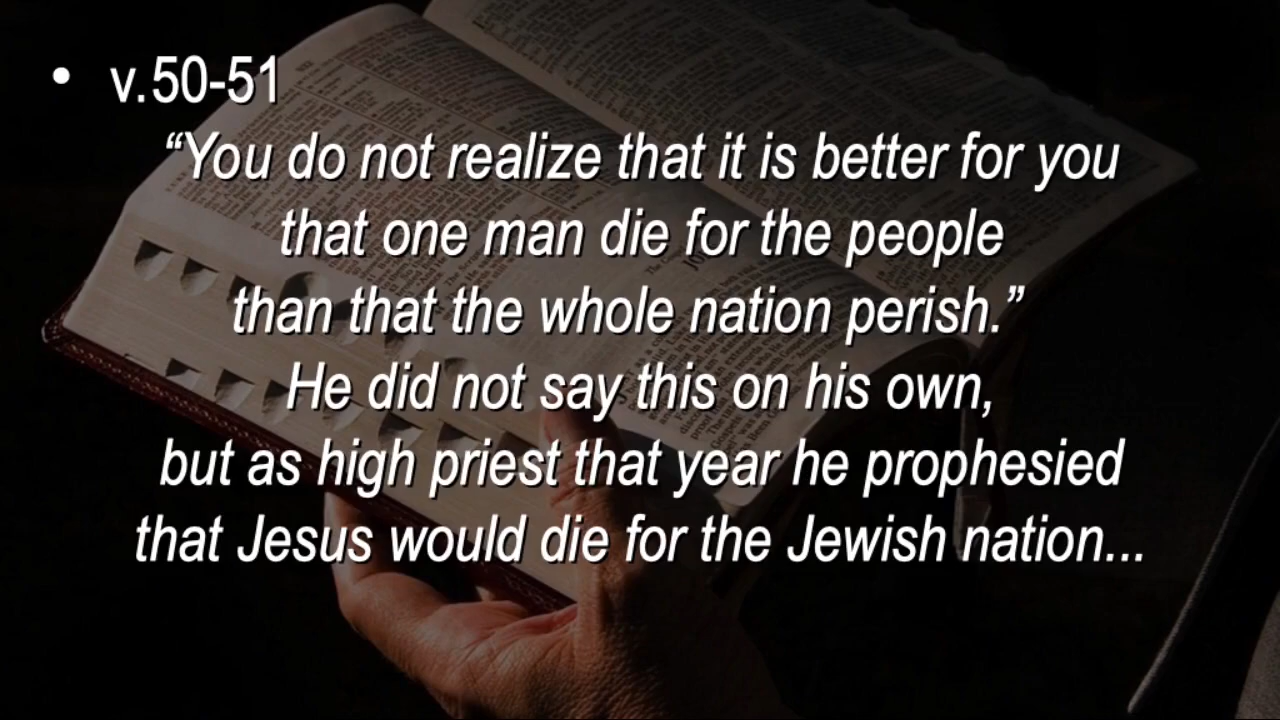 • v.50-51
“You do not realize that it is better for you
that one man die for the people
than that the whole nation perish.”
He did not say this on his own,
but as high priest that year he prophesied
that Jesus would die for the Jewish nation...